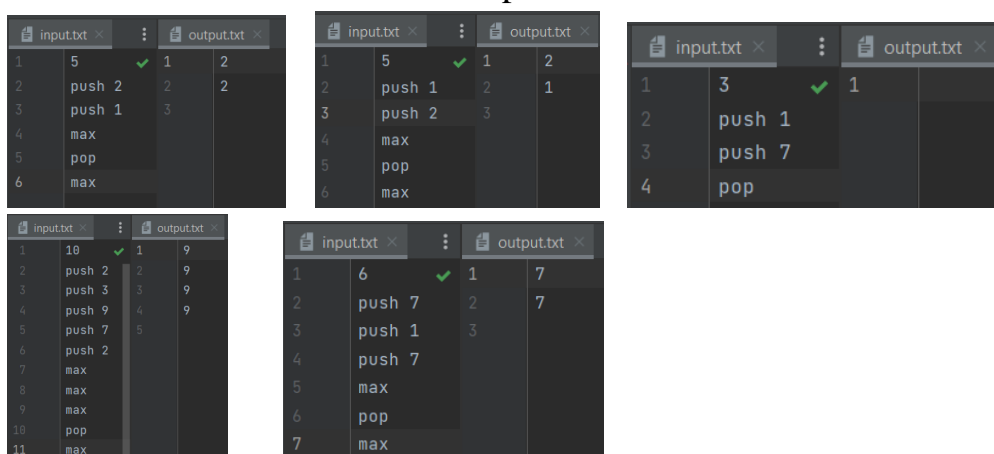 input.txt × output.txt ×
1 5 1 2
2 push 2 2 2
3 push 1 3
4 max
5 pop
6 max
input.txt × output.txt ×
1 5 1 2
2 push 1 2 1
3 push 2 3
4 max
5 pop
6 max
input.txt × output.txt ×
1 3 1
2 push 1
3 push 7
4 pop
input.txt × output.txt ×
1 10 1 9
2 push 2 2 9
3 push 3 3 9
4 push 9 4 9
5 push 7 5
6 push 2
7 max
8 max
9 max
10 pop
11 max
input.txt × output.txt ×
1 6 1 7
2 push 7 2 7
3 push 1 3
4 push 7
5 max
6 pop
7 max